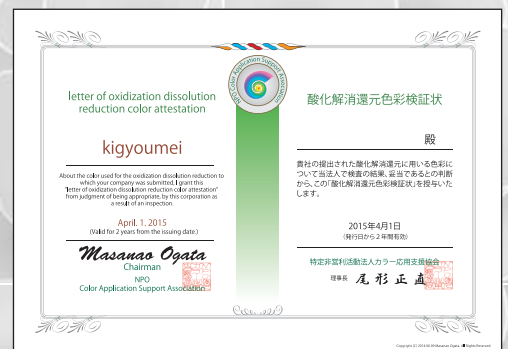 NPO Color Application Support Association
letter of oxidization dissolution
reduction color attestation
kigyoumei
About the color used for the oxidization dissolution reduction to
which your company was submitted, I grant this
"letter of oxidization dissolution reduction color attestation"
from judgment of being appropriate, by this corporation as
a result of an inspection.
April. 1. 2015
(Valid for 2 years from the issuing date.)
Masanao Ogata
Chairman
NPO
Color Application Support Association
酸化解消還元色彩検証状
殿
貴社の提出された酸化解消還元に用いる色彩に
ついて当法人で検査の結果、妥当であるとの判断
から、この「酸化解消還元色彩検証状」を授与いた
します。
2015年4月1日
(発行日から2年間有効)
特定非営利活動法人カラー応用支援協会
理事長 尾形正直